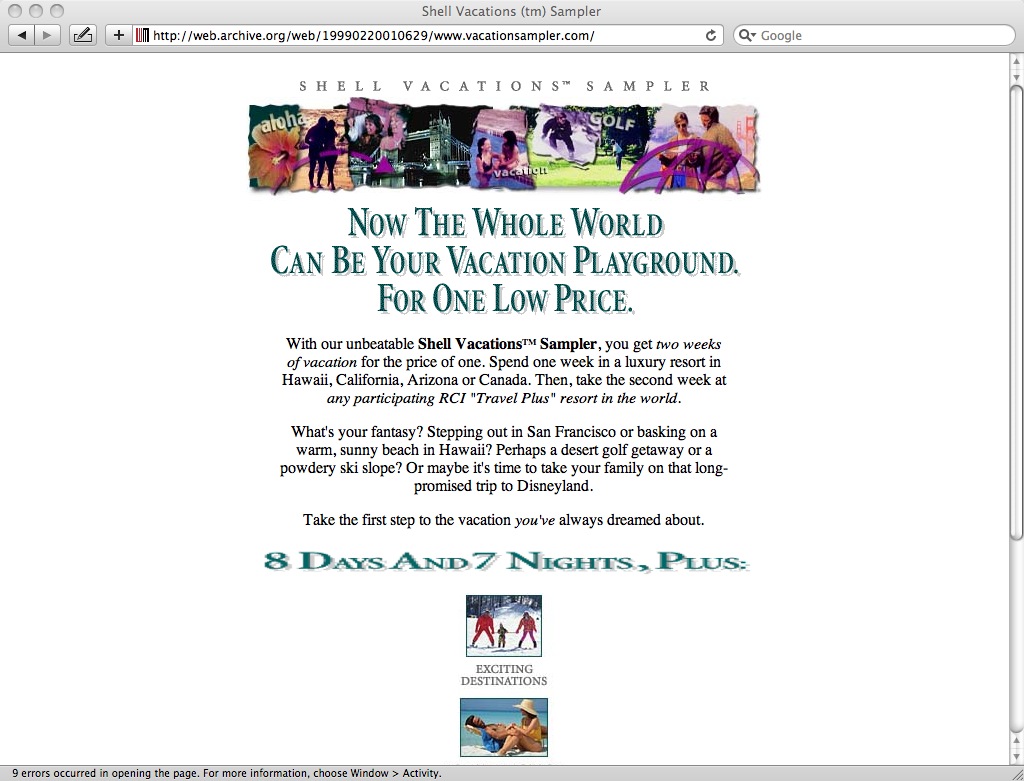 Shell Vacations (tm) Sampler
http://web.archive.org/web/19990220010629/www.vacationsampler.com/
Google
SHELL VACATIONS™ SAMPLER
aloha
GOLF
vacation
NOW THE WHOLE WORLD
CAN BE YOUR VACATION PLAYGROUND.
FOR ONE LOW PRICE.
With our unbeatable Shell Vacations™ Sampler, you get two weeks
of vacation for the price of one. Spend one week in a luxury resort in
Hawaii, California, Arizona or Canada. Then, take the second week at
any participating RCI "Travel Plus" resort in the world.
What's your fantasy? Stepping out in San Francisco or basking on a
warm, sunny beach in Hawaii? Perhaps a desert golf getaway or a
powdery ski slope? Or maybe it's time to take your family on that long-
promised trip to Disneyland.
Take the first step to the vacation you've always dreamed about.
8 DAYS AND 7 NIGHTS, PLUS:
EXCITING
DESTINATIONS
9 errors occurred in opening the page. For more information, choose Window > Activity.